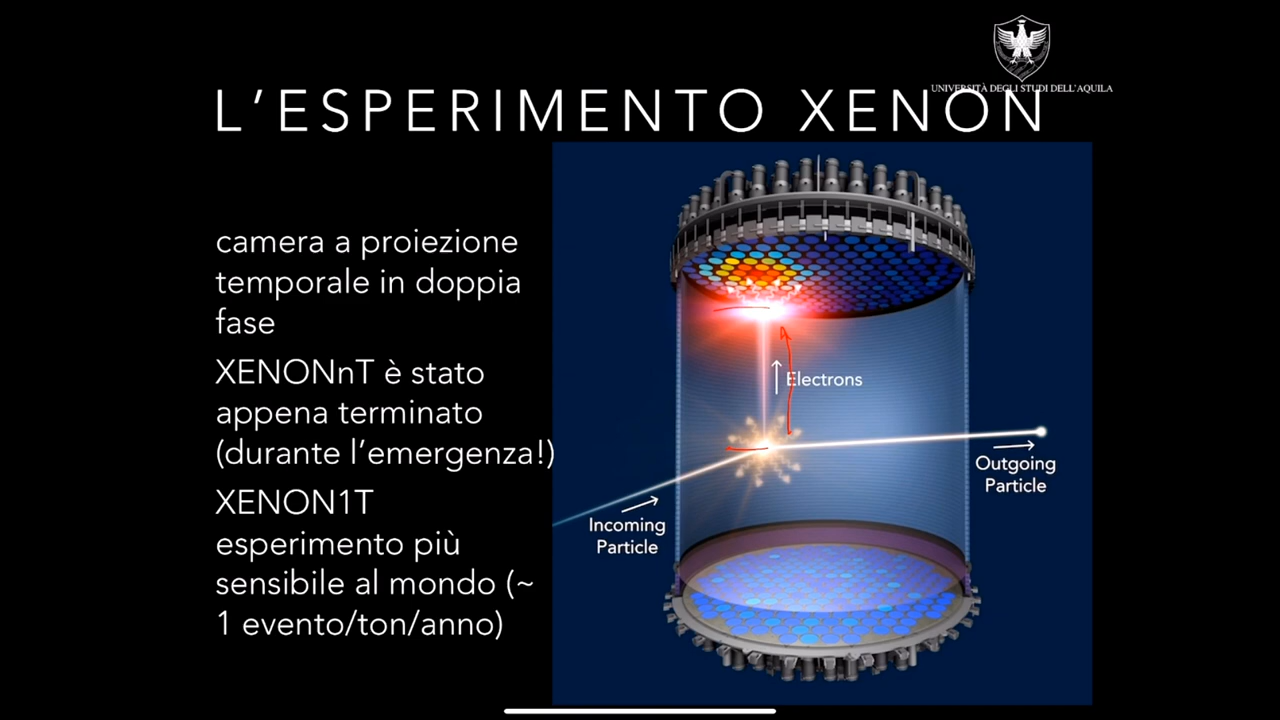 UNIVERSITÀ DEGLI STUDI DELL'AQUILA
L'ESPERIMENTO XENON
camera a proiezione
temporale in doppia
fase
XENONnT è stato
appena terminato
(durante l'emergenza!)
XENON1T
esperimento più
sensibile al mondo (~
1 evento/ton/anno)
Electrons
Outgoing
Particle
Incoming
Particle